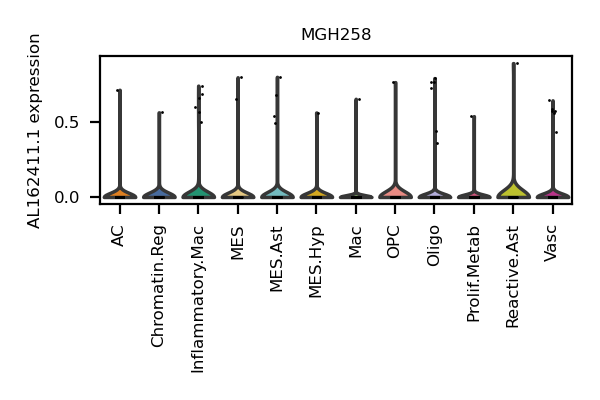 MGH258
AL162411.1 expression
0.5
0.0
AC
Chromatin.Reg
Inflammatory.Mac
MES
MES.Ast
MES.Hyp
Mac
OPC
Oligo
Prolif.Metab
Reactive.Ast
Vasc